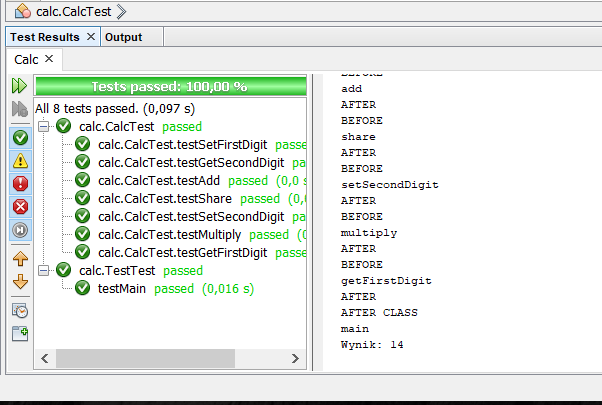 calc.CalcTest
Test Results
Output
Calc
Tests passed: 100,00 %
All 8 tests passed. (0,097 s)
calc.CalcTest passed
calc.CalcTest.testSetFirstDigit passe
calc.CalcTest.testGetSecondDigit pa
calc.CalcTest.testAdd passed (0,0 s
calc.CalcTest.testShare passed (0,0
calc.CalcTest.testSetSecondDigit pa
calc.CalcTest.testMultiply passed (0
calc.CalcTest.testGetFirstDigit passe
calc.TestTest passed
testMain passed (0,016 s)
BEFORE
add
AFTER
BEFORE
share
AFTER
BEFORE
setSecondDigit
AFTER
BEFORE
multiply
AFTER
BEFORE
getFirstDigit
AFTER
AFTER CLASS
main
Wynik: 14